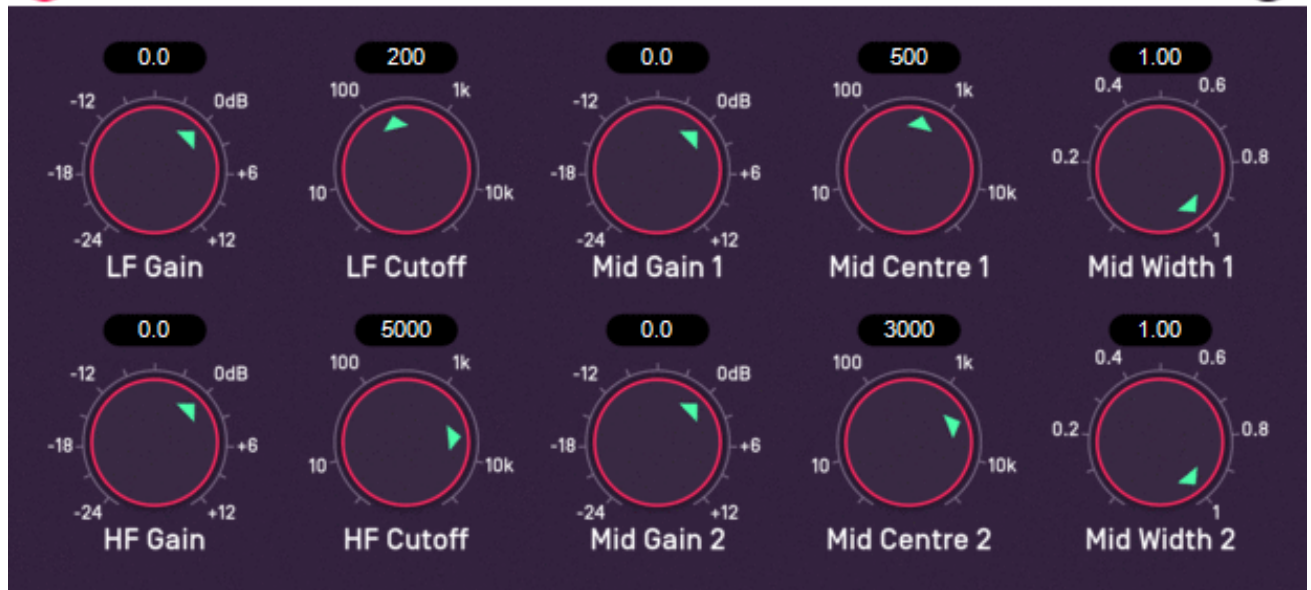 0.0 200 0.0 500 1.00
-12 0dB 100 1k -12 0dB 100 1k 0.4 0.6
-18 +6 10 10k -18 +6 10 10k 0.2 0.8
-24 +12 -24 +12 1
LF Gain LF Cutoff Mid Gain 1 Mid Centre 1 Mid Width 1
0.0 5000 0.0 3000 1.00
-12 0dB 100 1k -12 0dB 100 1k 0.4 0.6
-18 +6 10 10k -18 +6 10 10k 0.2 0.8
-24 +12 -24 +12 1
HF Gain HF Cutoff Mid Gain 2 Mid Centre 2 Mid Width 2